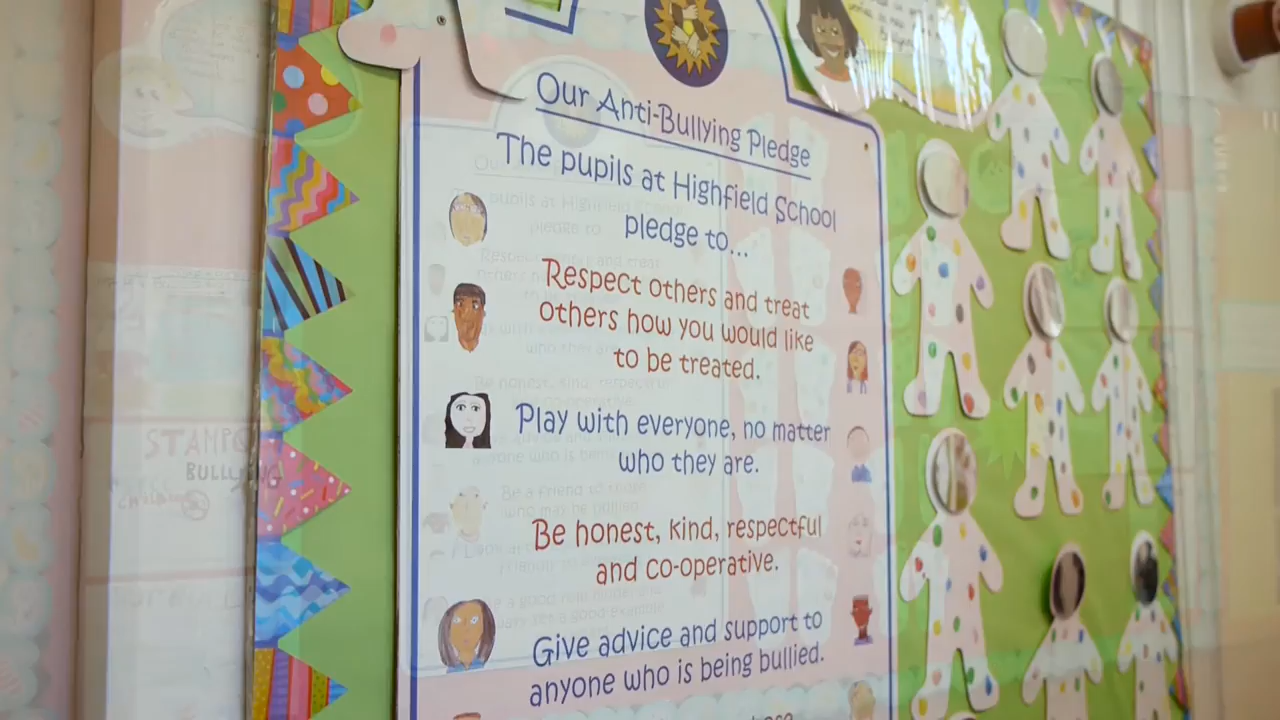 Our Anti-Bullying Pledge
The pupils at Highfield School
pledge to...
Respect others and treat
others how you would like
to be treated.
Play with everyone, no matter
who they are.
Be honest, kind, respectful
and co-operative.
Give advice and support to
anyone who is being bullied.
BULLYING